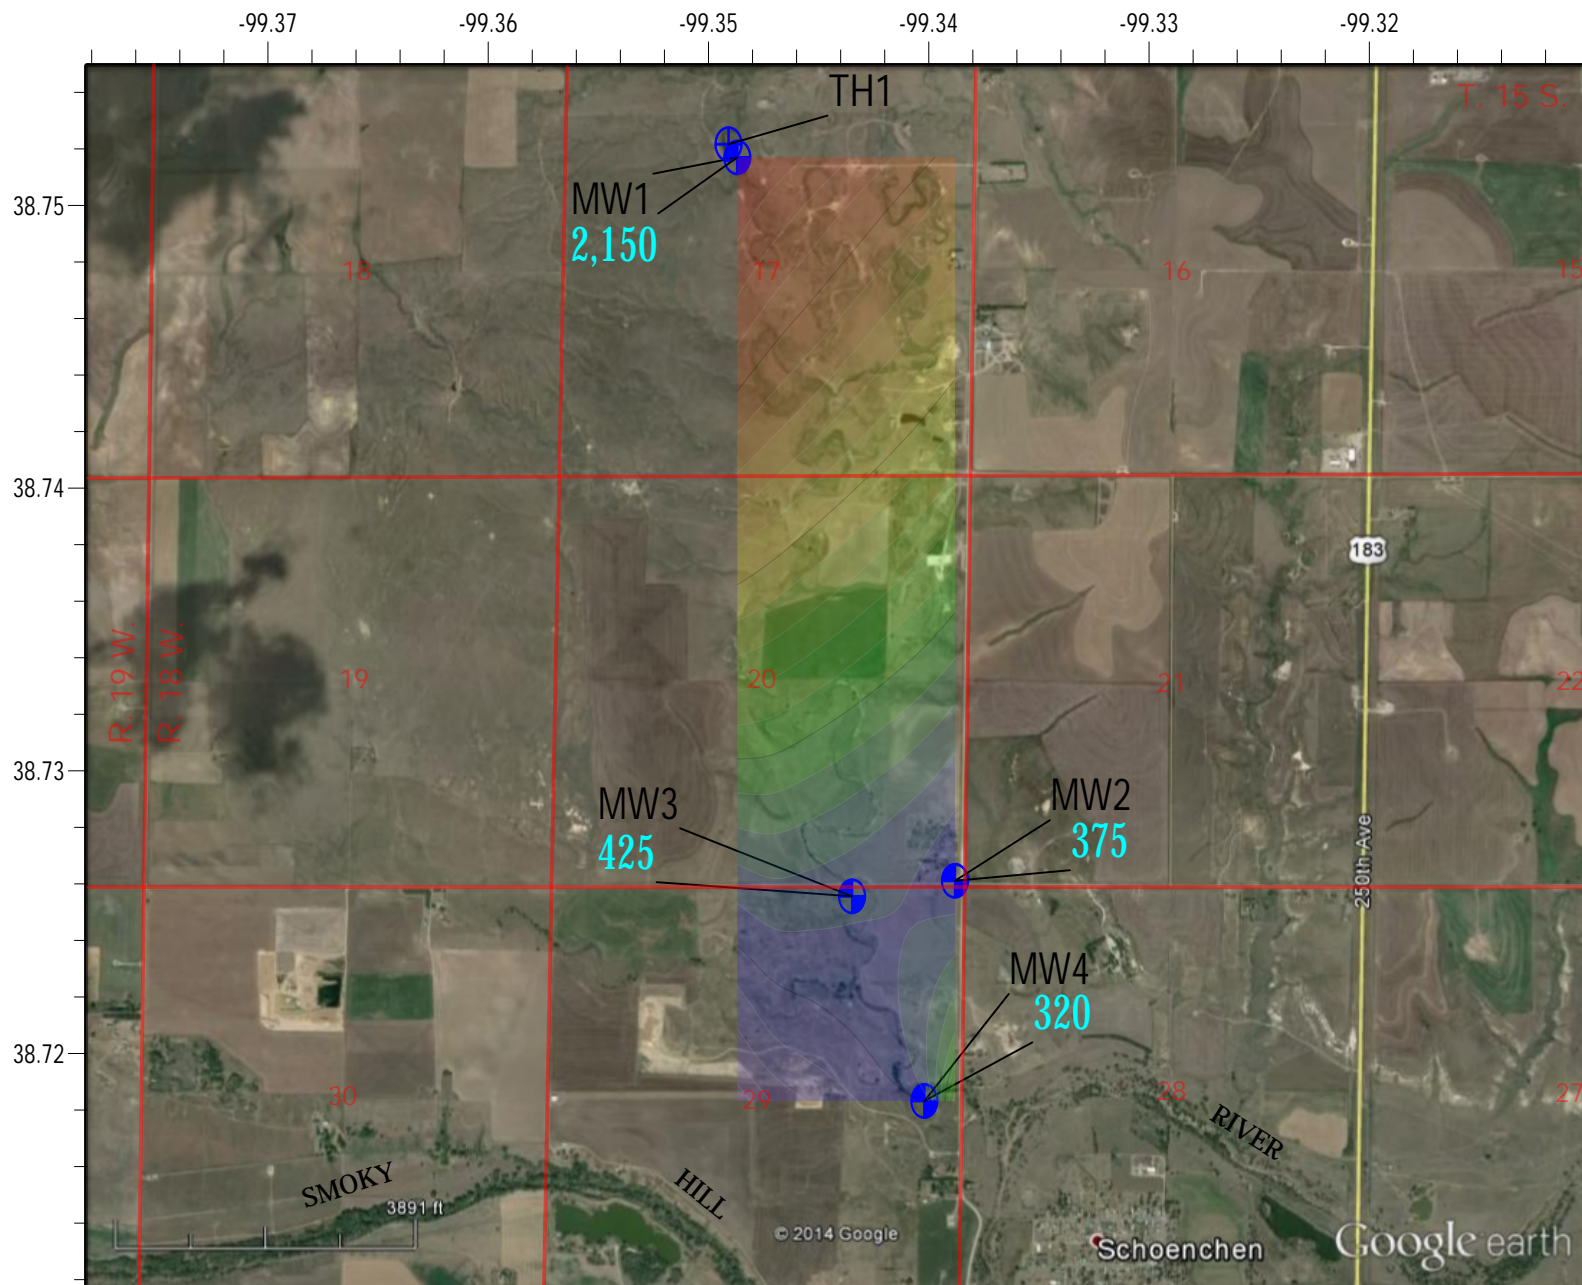 -99.37 -99.36 -99.35 -99.34 -99.33 -99.32
TH1
T. 15 S.
MW1
2,150
38.75
18
17
16
15
38.74
183
R. 19 W.
R. 18 W.
19
20
21
22
38.73
MW3
425
MW2
375
250th Ave
MW4
320
38.72
30
29
28
27
SMOKY
HILL
RIVER
3891 ft
© 2014 Google
Schoenchen
Google earth